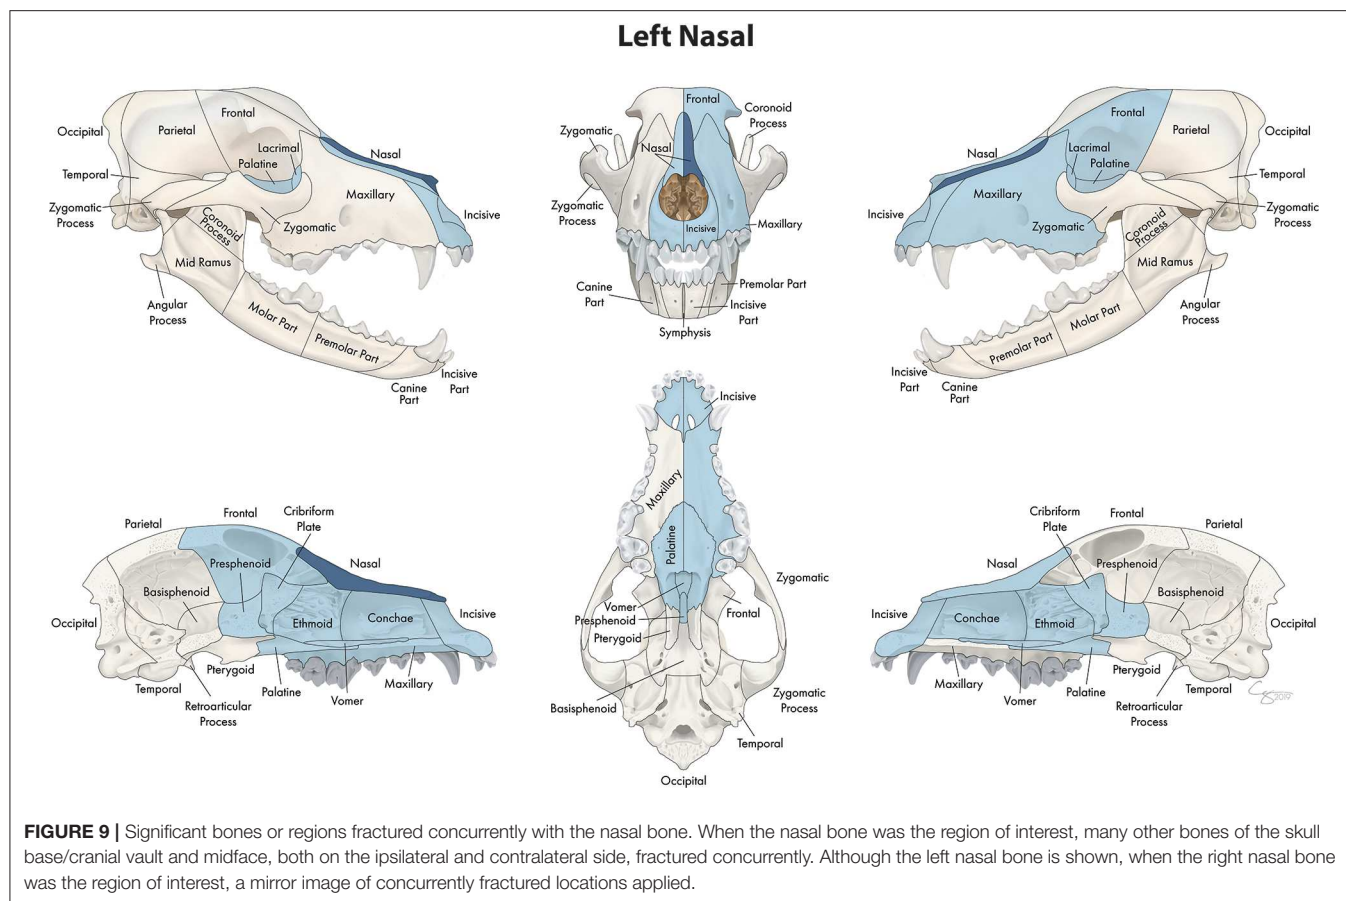 Left Nasal
Frontal
Occipital
Parietal
Lacrimal
Palatine
Nasal
Temporal
Maxillary
Zygomatic Process
Coronoid Process
Zygomatic
Incisive
Mid Ramus
Angular Process
Molar Part
Premolar Part
Canine Part
Incisive Part
Frontal
Coronoid Process
Zygomatic
Nasal
Zygomatic Process
Maxillary
Incisive
Canine Part
Premolar Part
Incisive Part
Symphysis
Parietal
Occipital
Nasal
Lacrimal
Palatine
Temporal
Maxillary
Incisive
Zygomatic
Coronoid Process
Zygomatic Process
Mid Ramus
Angular Process
Molar Part
Premolar Part
Incisive Part
Canine Part
Parietal
Frontal
Cribriform Plate
Presphenoid
Nasal
Basisphenoid
Occipital
Ethmoid
Conchae
Incisive
Pterygoid
Temporal
Retroarticular Process
Palatine
Vomer
Maxillary
Incisive
Maxillary
Palatine
Zygomatic
Vomer
Frontal
Presphenoid
Pterygoid
Basisphenoid
Zygomatic Process
Temporal
Occipital
Cribriform Plate
Frontal
Parietal
Nasal
Presphenoid
Basisphenoid
Incisive
Conchae
Ethmoid
Occipital
Maxillary
Vomer
Palatine
Pterygoid
Retroarticular Process
Temporal
2019
FIGURE 9 | Significant bones or regions fractured concurrently with the nasal bone. When the nasal bone was the region of interest, many other bones of the skull
base/cranial vault and midface, both on the ipsilateral and contralateral side, fractured concurrently. Although the left nasal bone is shown, when the right nasal bone
was the region of interest, a mirror image of concurrently fractured locations applied.